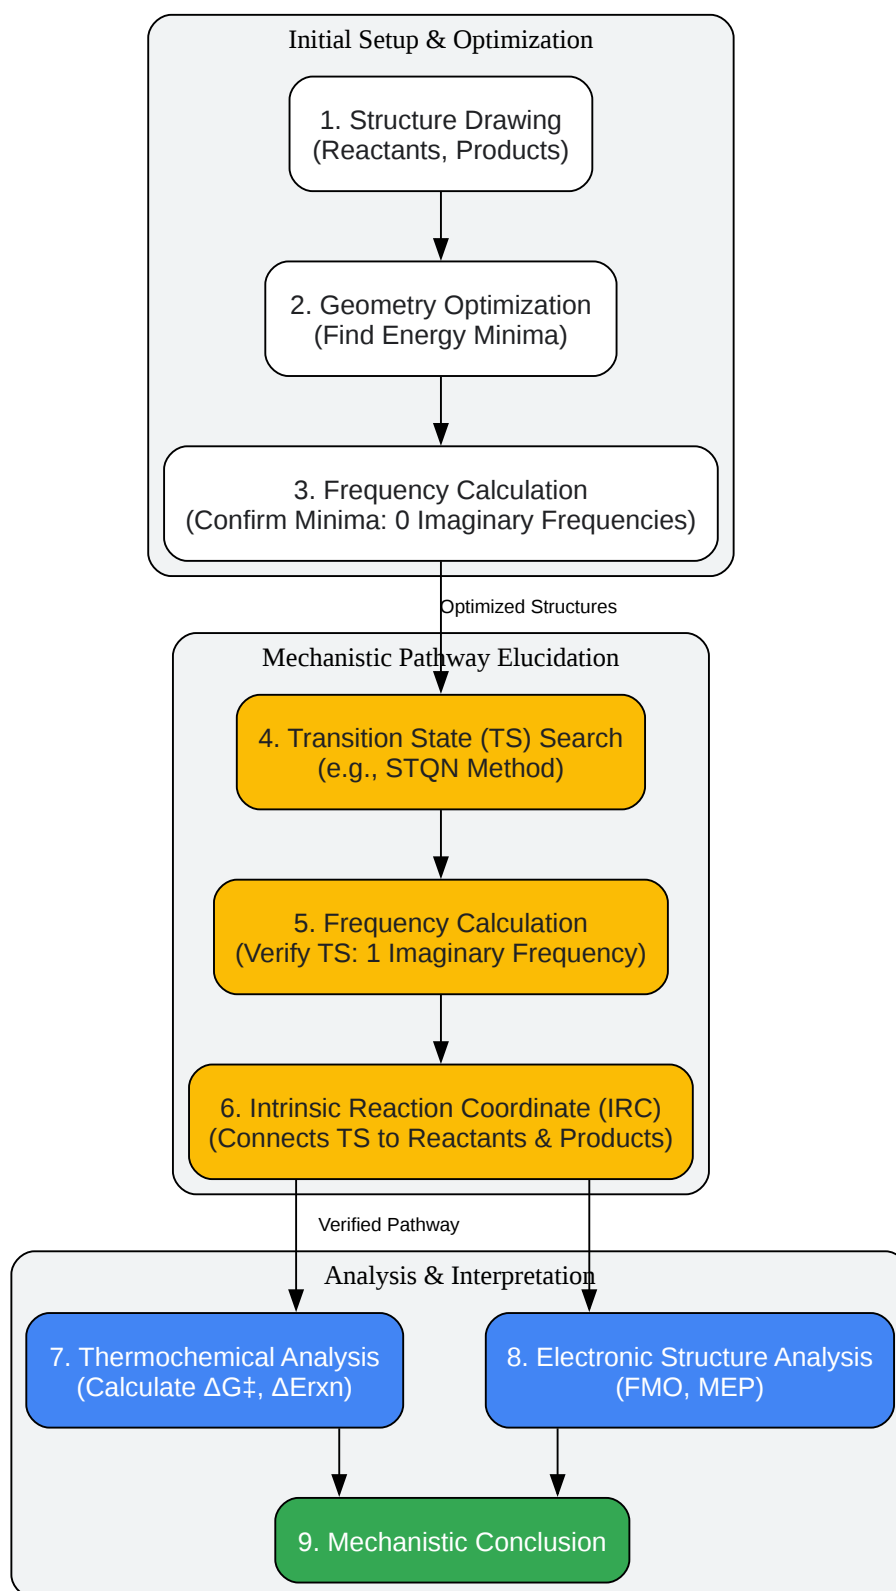 Initial Setup & Optimization
1. Structure Drawing
(Reactants, Products)
2. Geometry Optimization
(Find Energy Minima)
3. Frequency Calculation
(Confirm Minima: 0 Imaginary Frequencies)
Optimized Structures
Mechanistic Pathway Elucidation
4. Transition State (TS) Search
(e.g., STQN Method)
5. Frequency Calculation
(Verify TS: 1 Imaginary Frequency)
6. Intrinsic Reaction Coordinate (IRC)
(Connects TS to Reactants & Products)
Verified Pathway
Analysis & Interpretation
7. Thermochemical Analysis
(Calculate ΔG‡, ΔErxn)
8. Electronic Structure Analysis
(FMO, MEP)
9. Mechanistic Conclusion